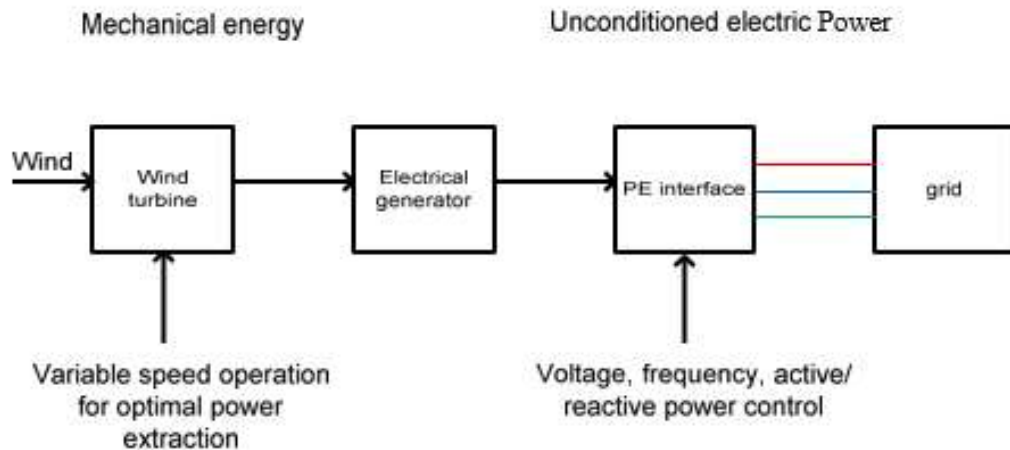 Mechanical energy
Unconditioned electric Power
Wind
Wind
turbine
Electrical
generator
PE interface
grid
Variable speed operation
for optimal power
extraction
Voltage, frequency, active/
reactive power control